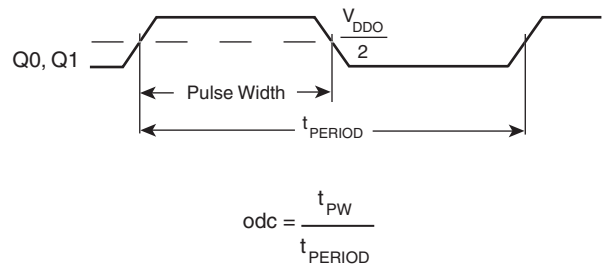 V_DDO
2
Q0, Q1
Pulse Width
t_PERIOD
odc = t_PW
t_PERIOD